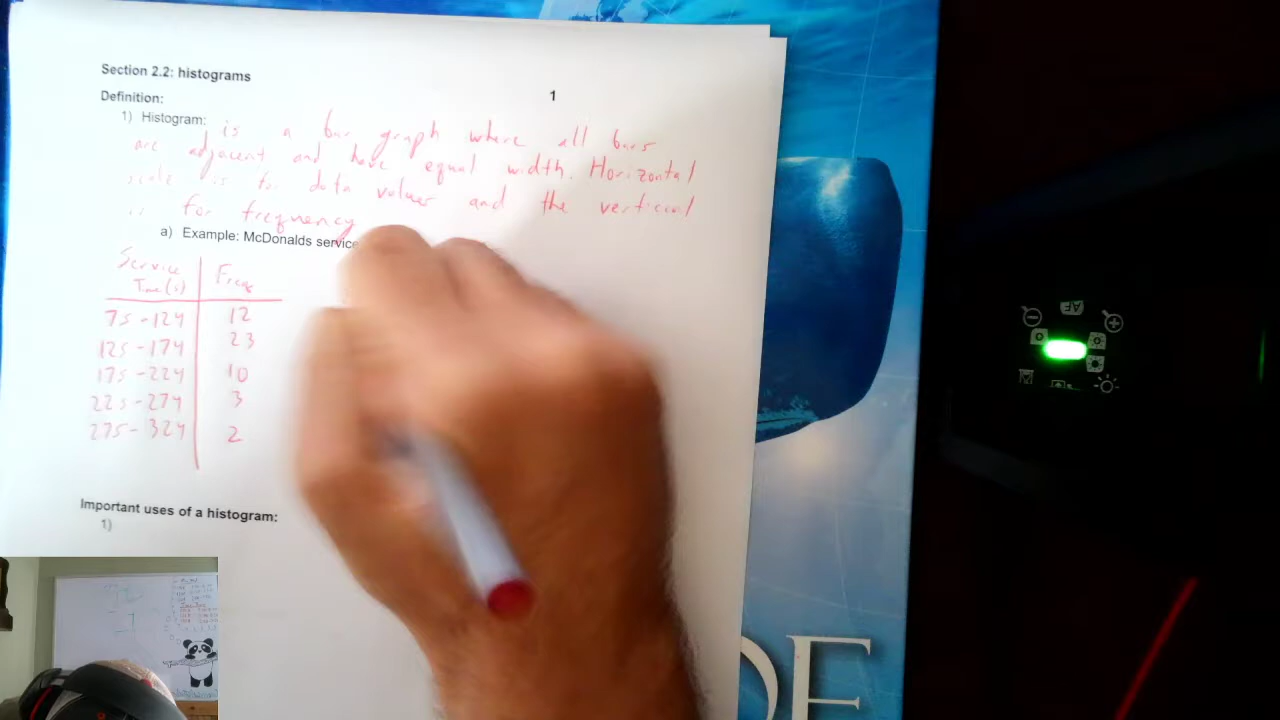 Section 2.2: histograms
1
Definition:
1) Histogram: is a bar graph where all bars
are adjacent and have equal width. Horizontal
scale is for data values and the verticial
is for frequency
a) Example: McDonalds service
Service Time(s) Freq
75-124 12
125-174 23
175-224 10
225-274 3
275-324 2
Important uses of a histogram:
1)
DE
AF